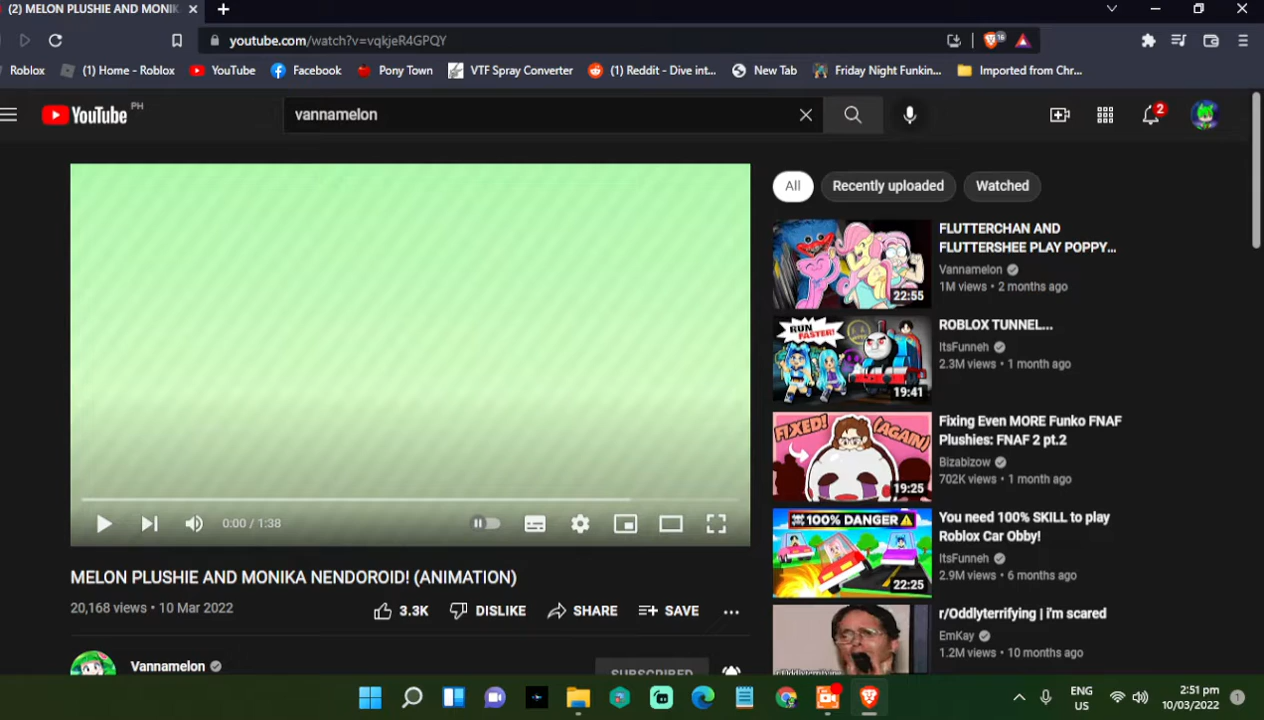 (2) MELON PLUSHIE AND MONIK
youtube.com/watch?v=vqkjeR4GPQY
16
Roblox
(1) Home - Roblox
YouTube
Facebook
Pony Town
VTF Spray Converter
(1) Reddit - Dive int...
New Tab
Friday Night Funkin...
Imported from Chr...
YouTube PH
vannamelon
2
All
Recently uploaded
Watched
FLUTTERCHAN AND
FLUTTERSHEE PLAY POPPY...
Vannamelon
1M views • 2 months ago
22:55
RUN
FASTER!
ROBLOX TUNNEL...
ItsFunneh
2.3M views • 1 month ago
19:41
FIXED!
(AGAIN)
Fixing Even MORE Funko FNAF
Plushies: FNAF 2 pt.2
Bizabizow
702K views • 1 month ago
19:25
100% DANGER
You need 100% SKILL to play
Roblox Car Obby!
ItsFunneh
2.9M views • 6 months ago
22:25
r/Oddlyterrifying | i'm scared
EmKay
1.2M views • 10 months ago
r/Oddlyterrifying
0:00 / 1:38
MELON PLUSHIE AND MONIKA NENDOROID! (ANIMATION)
20,168 views • 10 Mar 2022
3.3K
DISLIKE
SHARE
SAVE
Vannamelon
SUBSCRIBED
ENG
US
2:51 pm
10/03/2022
1